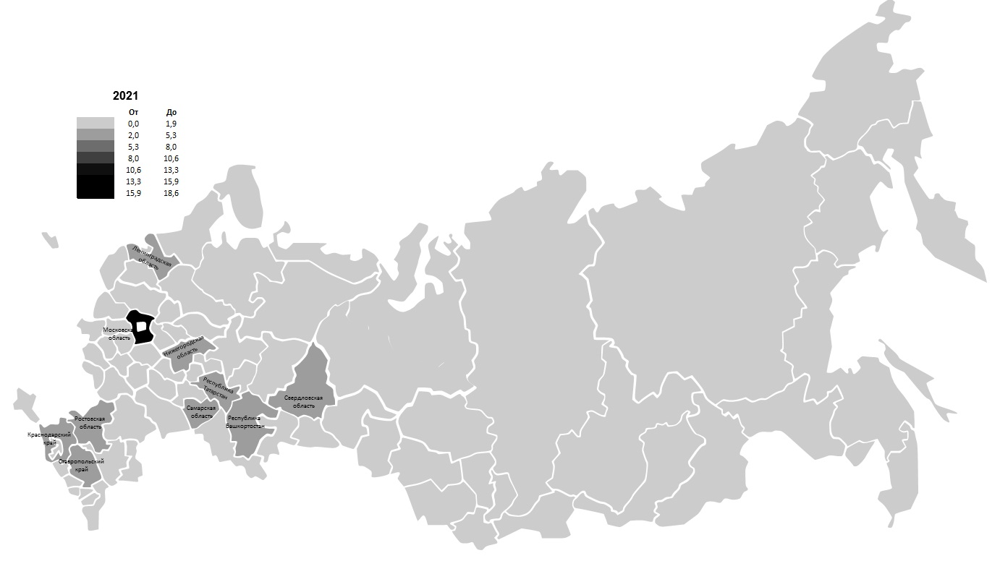 2021
От До
0,0 1,9
2,0 5,3
5,3 8,0
8,0 10,6
10,6 13,3
13,3 15,9
15,9 18,6
Ленинградская
область
Московска
область
Нижегородская
область
Республика
Татарстан
Свердловская
область
Самарская
область
Республика
Башкортостан
Ростовская
область
Краснодарский
край
Ставропольский
край